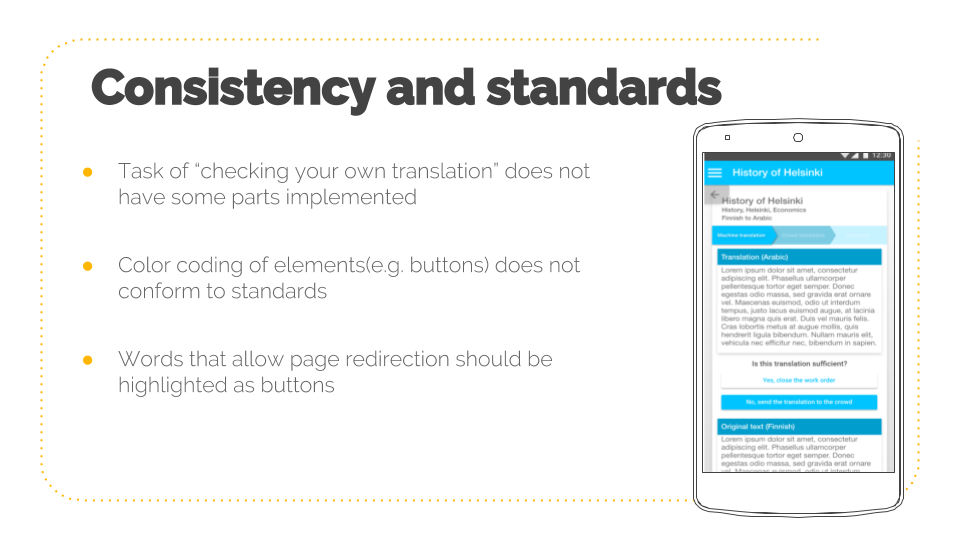 Consistency and standards
Task of “checking your own translation” does not
have some parts implemented
Color coding of elements(e.g. buttons) does not
conform to standards
Words that allow page redirection should be
highlighted as buttons
12:30
History of Helsinki
History of Helsinki
History, Helsinki, Economics
Finnish to Arabic
Machine translation
Translation (Arabic)
Lorem ipsum dolor sit amet, consectetur
adipiscing elit. Phasellus ullamcorper
pellentesque tortor eget semper. Donec
egestas odio massa, sed gravida erat ornare
vel. Maecenas euismod, odio ut interdum
tempus, justo lacus euismod augue, at lacinia
libero magna quis erat. Duis vel mauris felis.
Cras lobortis metus at augue mollis, quis
hendrerit ligula bibendum. Nullam mauris elit,
vehicula nec efficitur nec, bibendum in sapien.
Is this translation sufficient?
Yes, close the work order
No, send the translation to the crowd
Original text (Finnish)
Lorem ipsum dolor sit amet, consectetur
adipiscing elit. Phasellus ullamcorper
pellentesque tortor eget semper. Donec
egestas odio massa, sed gravida erat ornare
vel. Maecenas euismod, odio ut interdum